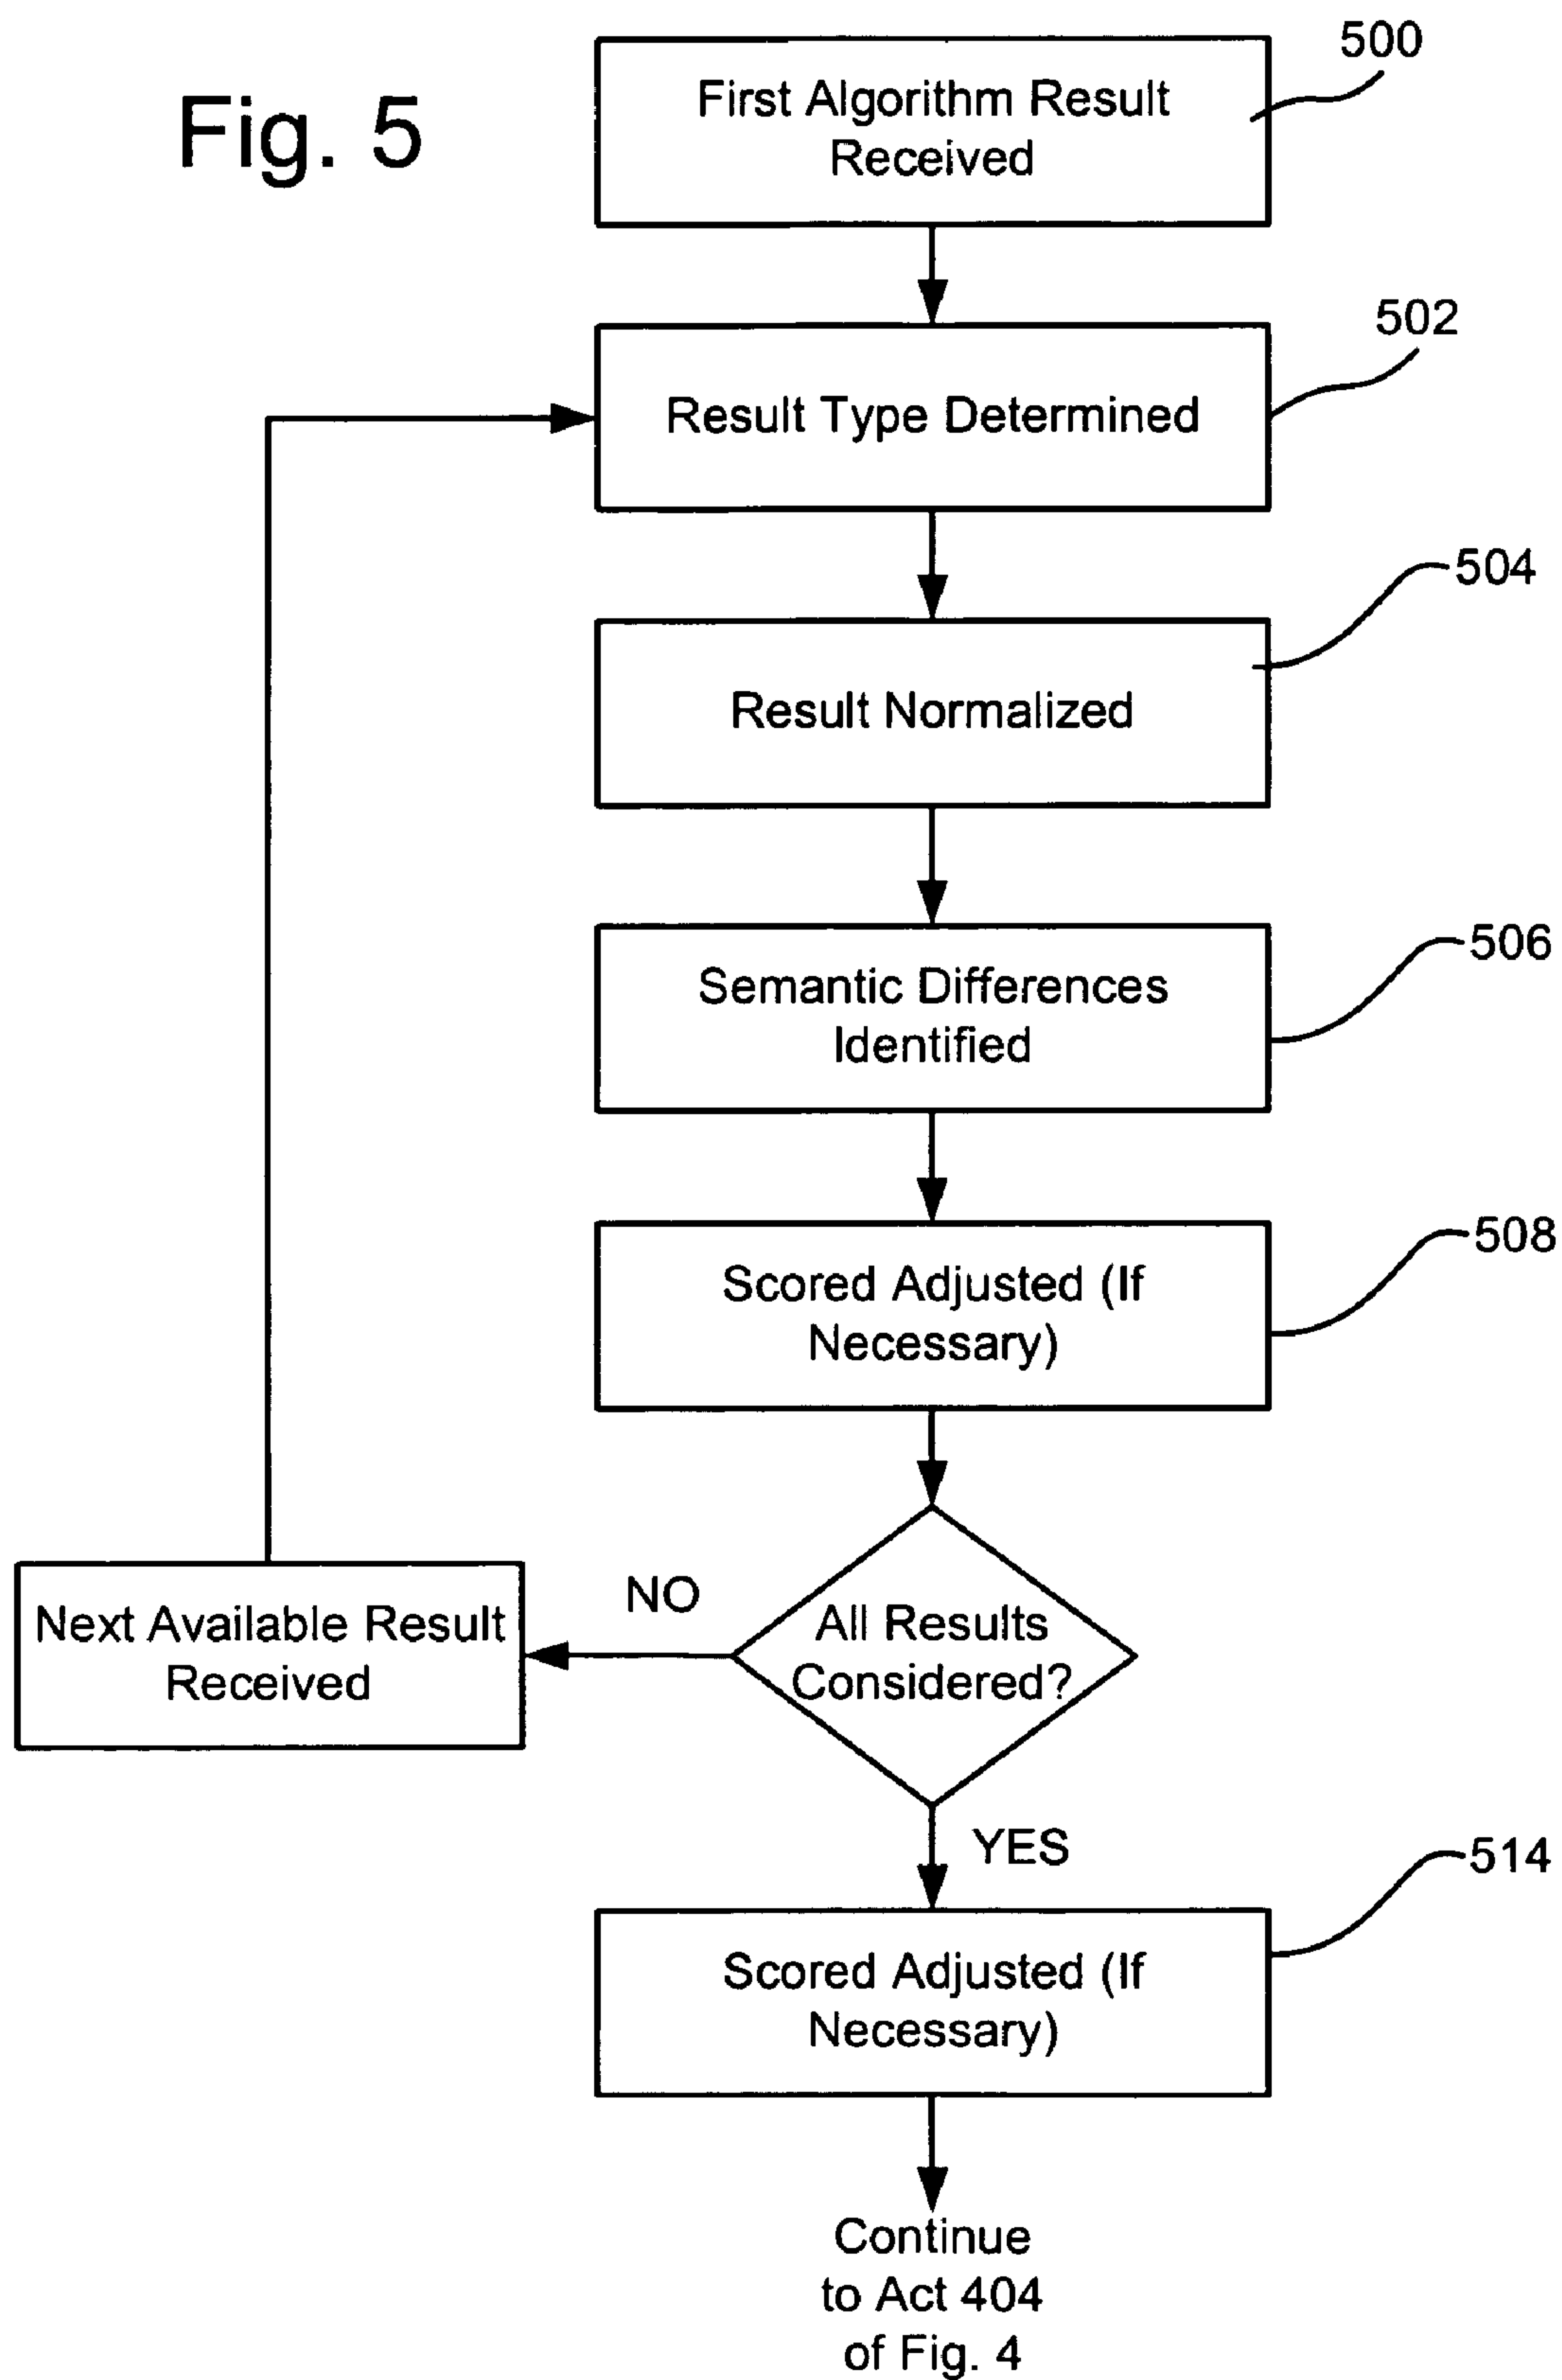 Fig. 5
First Algorithm Result
Received
500
Result Type Determined
502
Result Normalized
504
Semantic Differences
Identified
506
Scored Adjusted (If
Necessary)
508
All Results
Considered?
NO
Next Available Result
Received
YES
Scored Adjusted (If
Necessary)
514
Continue
to Act 404
of Fig. 4